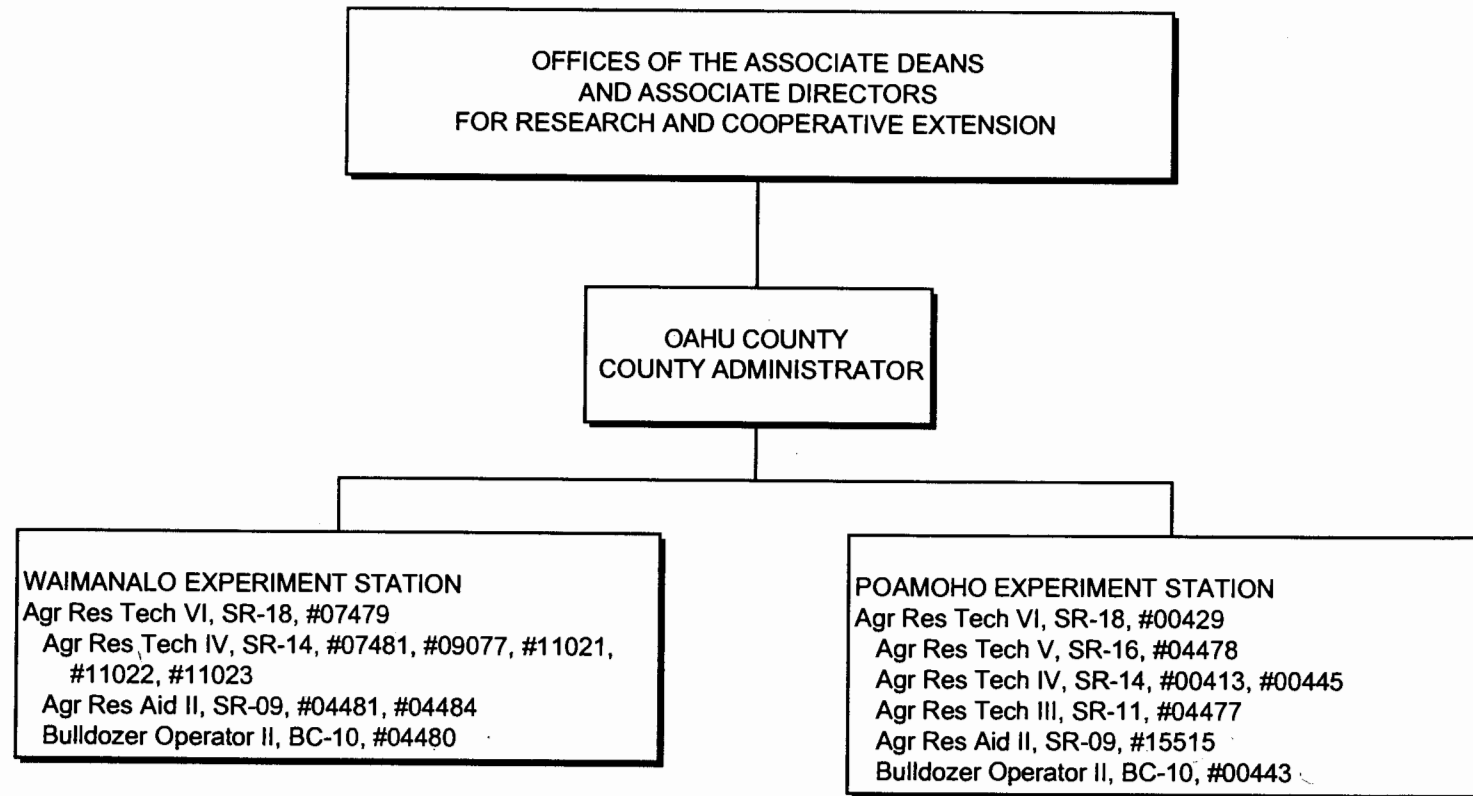 OFFICES OF THE ASSOCIATE DEANS
AND ASSOCIATE DIRECTORS
FOR RESEARCH AND COOPERATIVE EXTENSION
OAHU COUNTY
COUNTY ADMINISTRATOR
WAIMANALO EXPERIMENT STATION
Agr Res Tech VI, SR-18, #07479
Agr Res Tech IV, SR-14, #07481, #09077, #11021,
#11022, #11023
Agr Res Aid II, SR-09, #04481, #04484
Bulldozer Operator II, BC-10, #04480
POAMOHO EXPERIMENT STATION
Agr Res Tech VI, SR-18, #00429
Agr Res Tech V, SR-16, #04478
Agr Res Tech IV, SR-14, #00413, #00445
Agr Res Tech III, SR-11, #04477
Agr Res Aid II, SR-09, #15515
Bulldozer Operator II, BC-10, #00443